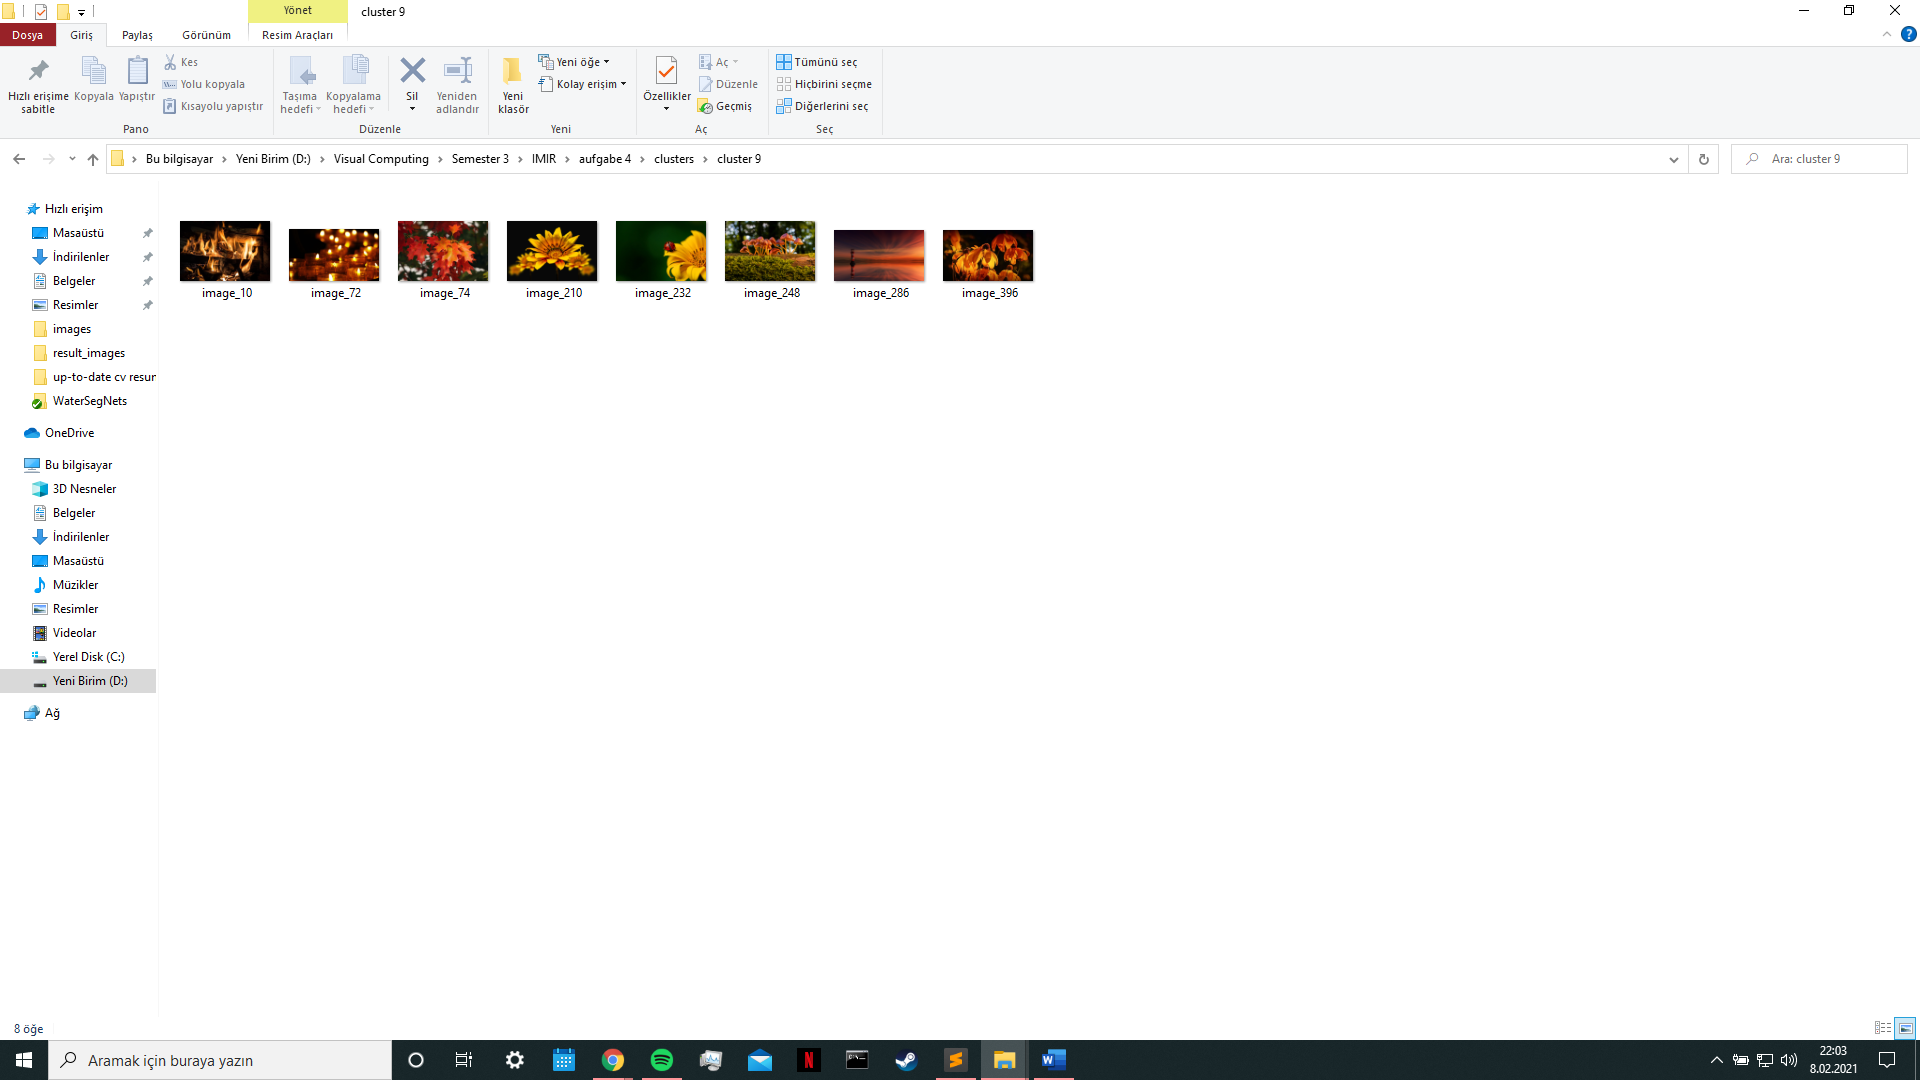 Yönet
cluster 9
Dosya
Giriş
Paylaş
Görünüm
Resim Araçları
Hızlı erişime sabitle
Kopyala
Yapıştır
Kes
Yolu kopyala
Kısayolu yapıştır
Pano
Taşıma hedefi
Kopyalama hedefi
Sil
Yeniden adlandır
Düzenle
Yeni klasör
Yeni öğe
Kolay erişim
Yeni
Özellikler
Aç
Düzenle
Geçmiş
Aç
Tümünü seç
Hiçbirini seçme
Diğerlerini seç
Seç
Bu bilgisayar > Yeni Birim (D:) > Visual Computing > Semester 3 > IMIR > aufgabe 4 > clusters > cluster 9
Ara: cluster 9
Hızlı erişim
Masaüstü
İndirilenler
Belgeler
Resimler
images
result_images
up-to-date cv resur
WaterSegNets
OneDrive
Bu bilgisayar
3D Nesneler
Belgeler
İndirilenler
Masaüstü
Müzikler
Resimler
Videolar
Yerel Disk (C:)
Yeni Birim (D:)
Ağ
image_10
image_72
image_74
image_210
image_232
image_248
image_286
image_396
8 öğe
Aramak için buraya yazın
22:03
8.02.2021